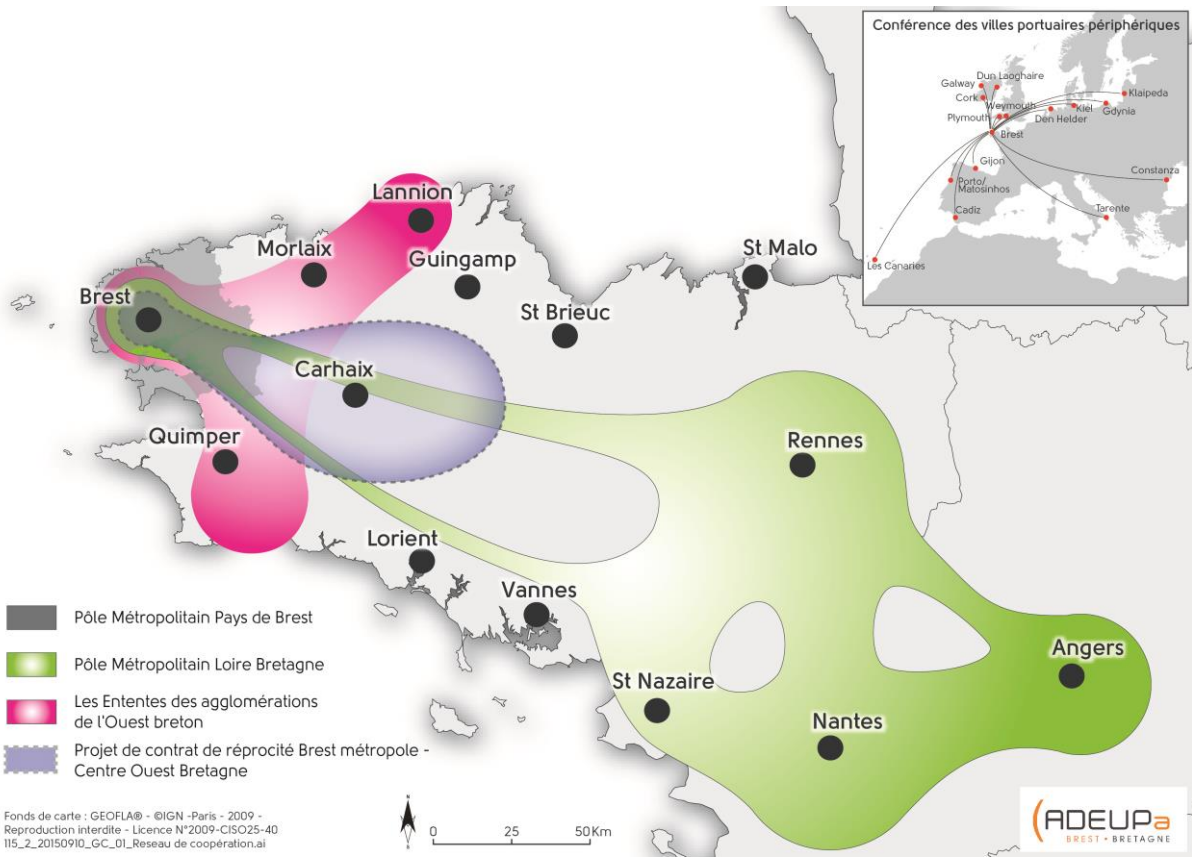 Conférence des villes portuaires périphériques
Galway
Dun Laoghaire
Cork
Weymouth
Plymouth
Brest
Den Helder
Kiel
Gdynia
Klaipeda
Gijon
Porto/
Matosinhos
Cadiz
Constanza
Tarente
Les Canaries
Lannion
Morlaix
Guingamp
St Malo
Brest
St Brieuc
Carhaix
Quimper
Rennes
Lorient
Vannes
St Nazaire
Nantes
Angers
Pôle Métropolitain Pays de Brest
Pôle Métropolitain Loire Bretagne
Les Ententes des agglomérations
de l'Ouest breton
Projet de contrat de réprocité Brest métropole -
Centre Ouest Bretagne
Fonds de carte : GEOFLA® - ©IGN -Paris - 2009 -
Reproduction interdite - Licence N°2009-CISO25-40
115_2_20150910_GC_01_Reseau de coopération.ai
N
0 25 50 Km
ADEUPa
BREST • BRETAGNE